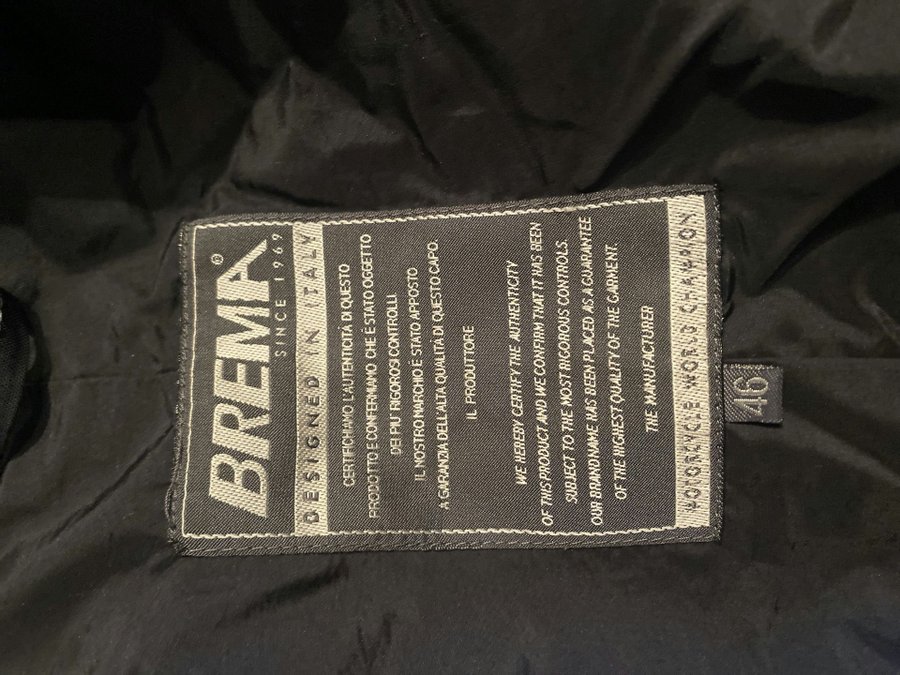 BREMA®
SINCE 1969
DESIGNED IN ITALY
CERTIFICHIAMO L'AUTENTICITÀ DI QUESTO
PRODOTTO E CONFERMIAMO CHE È STATO OGGETTO
DEI PIU' RIGOROSI CONTROLLI
IL NOSTRO MARCHIO È STATO APPOSTO
A GARANZIA DELL'ALTA QUALITÀ DI QUESTO CAPO.
IL PRODUTTORE
WE HEREBY CERTIFY THE AUTHENTICITY
OF THIS PRODUCT AND WE CONFIRM THAT IT HAS BEEN
SUBJECT TO THE MOST RIGOROUS CONTROLS.
OUR BRAND NAME HAS BEEN PLACED AS A GUARANTEE
OF THE HIGHEST QUALITY OF THE GARMENT.
THE MANUFACTURER
MOTORCYCLE WORLD CHAMPION
46